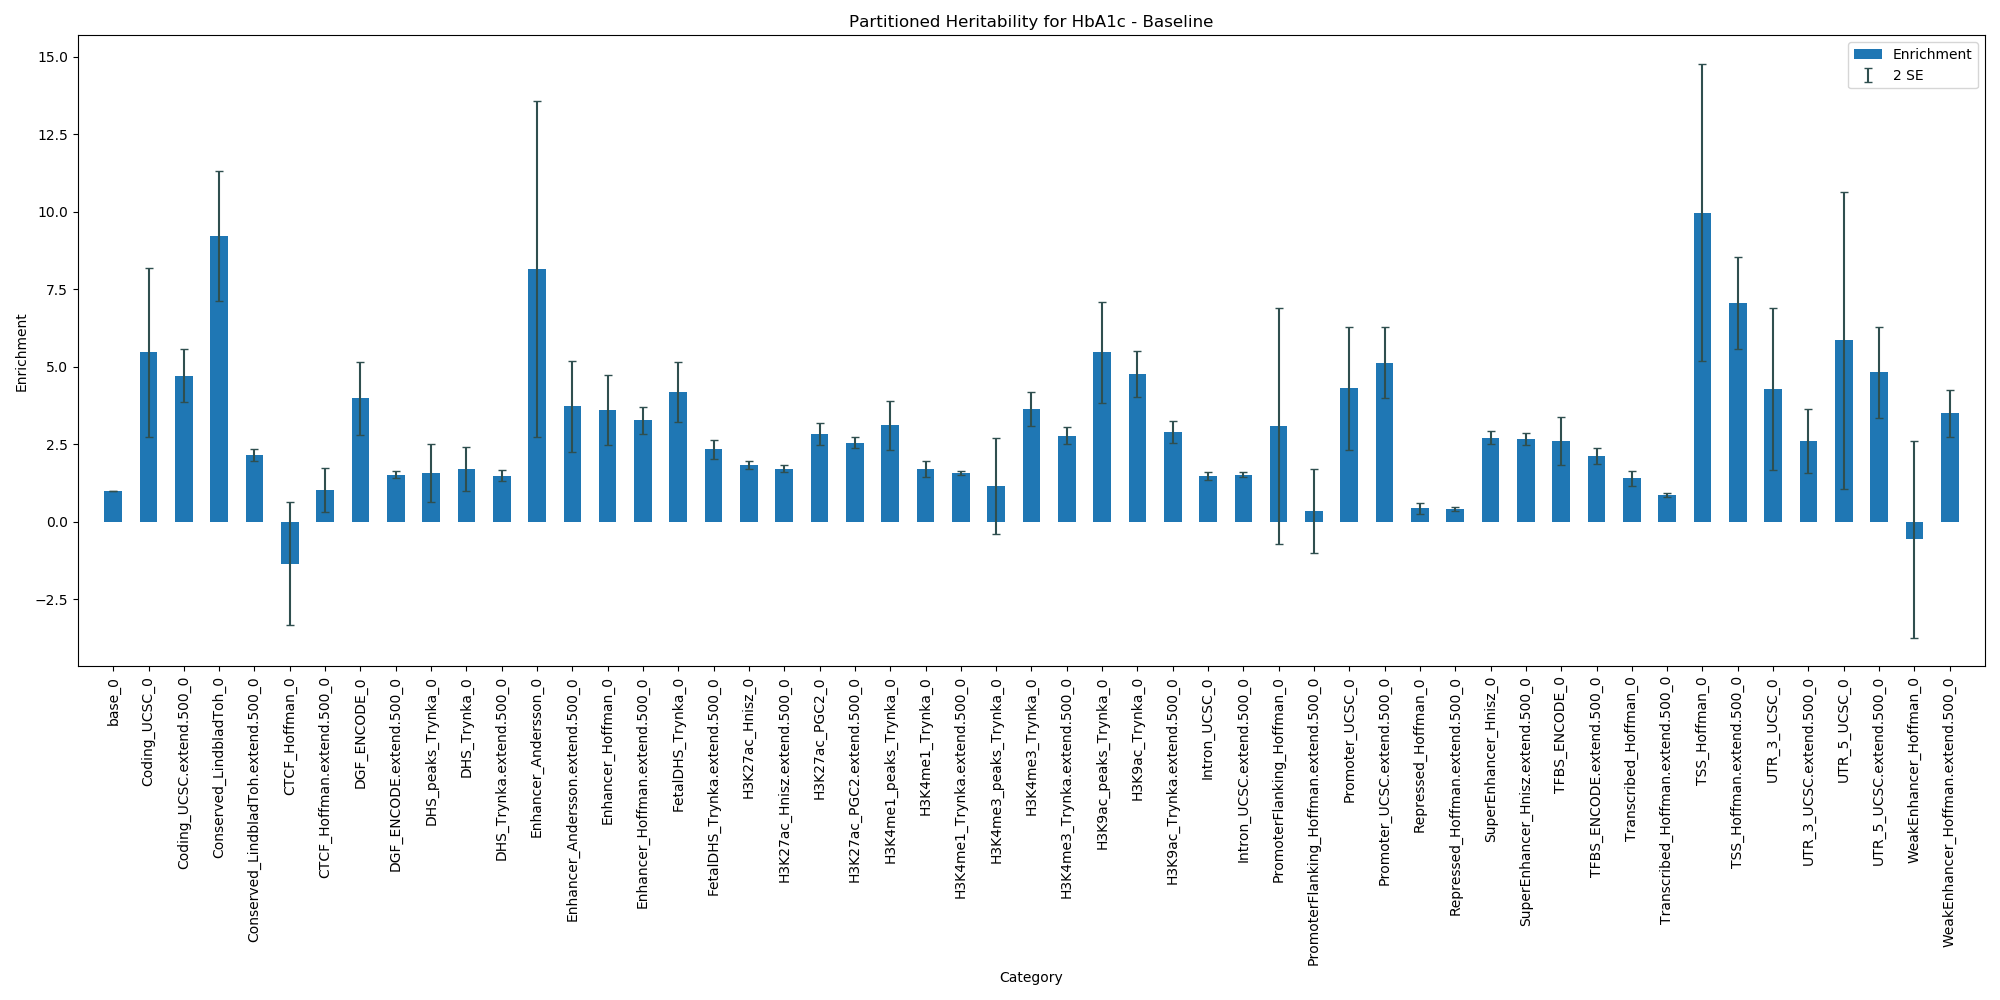 Partitioned Heritability for HbA1c - Baseline
Enrichment
2 SE
15.0
12.5
10.0
7.5
5.0
2.5
0.0
−2.5
Enrichment
base_0
Coding_UCSC_0
Coding_UCSC.extend.500_0
Conserved_LindbladToh_0
Conserved_LindbladToh.extend.500_0
CTCF_Hoffman_0
CTCF_Hoffman.extend.500_0
DGF_ENCODE_0
DGF_ENCODE.extend.500_0
DHS_peaks_Trynka_0
DHS_Trynka_0
DHS_Trynka.extend.500_0
Enhancer_Andersson_0
Enhancer_Andersson.extend.500_0
Enhancer_Hoffman_0
Enhancer_Hoffman.extend.500_0
FetalDHS_Trynka_0
FetalDHS_Trynka.extend.500_0
H3K27ac_Hnisz_0
H3K27ac_Hnisz.extend.500_0
H3K27ac_PGC2_0
H3K27ac_PGC2.extend.500_0
H3K4me1_peaks_Trynka_0
H3K4me1_Trynka_0
H3K4me1_Trynka.extend.500_0
H3K4me3_peaks_Trynka_0
H3K4me3_Trynka_0
H3K4me3_Trynka.extend.500_0
H3K9ac_peaks_Trynka_0
H3K9ac_Trynka_0
H3K9ac_Trynka.extend.500_0
Intron_UCSC_0
Intron_UCSC.extend.500_0
PromoterFlanking_Hoffman_0
PromoterFlanking_Hoffman.extend.500_0
Promoter_UCSC_0
Promoter_UCSC.extend.500_0
Repressed_Hoffman_0
Repressed_Hoffman.extend.500_0
SuperEnhancer_Hnisz_0
SuperEnhancer_Hnisz.extend.500_0
TFBS_ENCODE_0
TFBS_ENCODE.extend.500_0
Transcribed_Hoffman_0
Transcribed_Hoffman.extend.500_0
TSS_Hoffman_0
TSS_Hoffman.extend.500_0
UTR_3_UCSC_0
UTR_3_UCSC.extend.500_0
UTR_5_UCSC_0
UTR_5_UCSC.extend.500_0
WeakEnhancer_Hoffman_0
WeakEnhancer_Hoffman.extend.500_0
Category